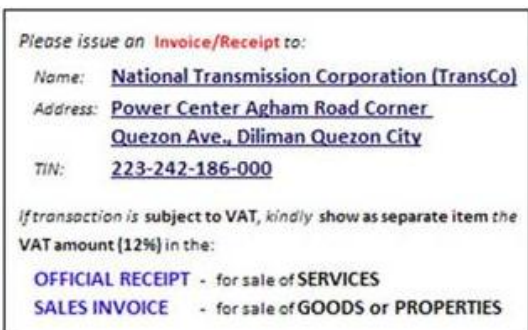 Please issue an Invoice/Receipt to:
Name: National Transmission Corporation (TransCo)
Address: Power Center Agham Road Corner
Quezon Ave., Diliman Quezon City
TIN: 223-242-186-000
If transaction is subject to VAT, kindly show as separate item the
VAT amount (12%) in the:
OFFICIAL RECEIPT - for sale of SERVICES
SALES INVOICE - for sale of GOODS or PROPERTIES